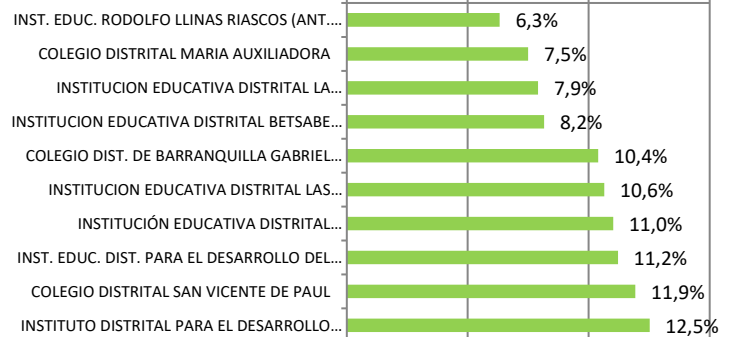 INST. EDUC. RODOLFO LLINAS RIASCOS (ANT.... 6,3%
COLEGIO DISTRITAL MARIA AUXILIADORA 7,5%
INSTITUCION EDUCATIVA DISTRITAL LA... 7,9%
INSTITUCION EDUCATIVA DISTRITAL BETSABE... 8,2%
COLEGIO DIST. DE BARRANQUILLA GABRIEL... 10,4%
INSTITUCION EDUCATIVA DISTRITAL LAS... 10,6%
INSTITUCIÓN EDUCATIVA DISTRITAL... 11,0%
INST. EDUC. DIST. PARA EL DESARROLLO DEL... 11,2%
COLEGIO DISTRITAL SAN VICENTE DE PAUL 11,9%
INSTITUTO DISTRITAL PARA EL DESARROLLO... 12,5%